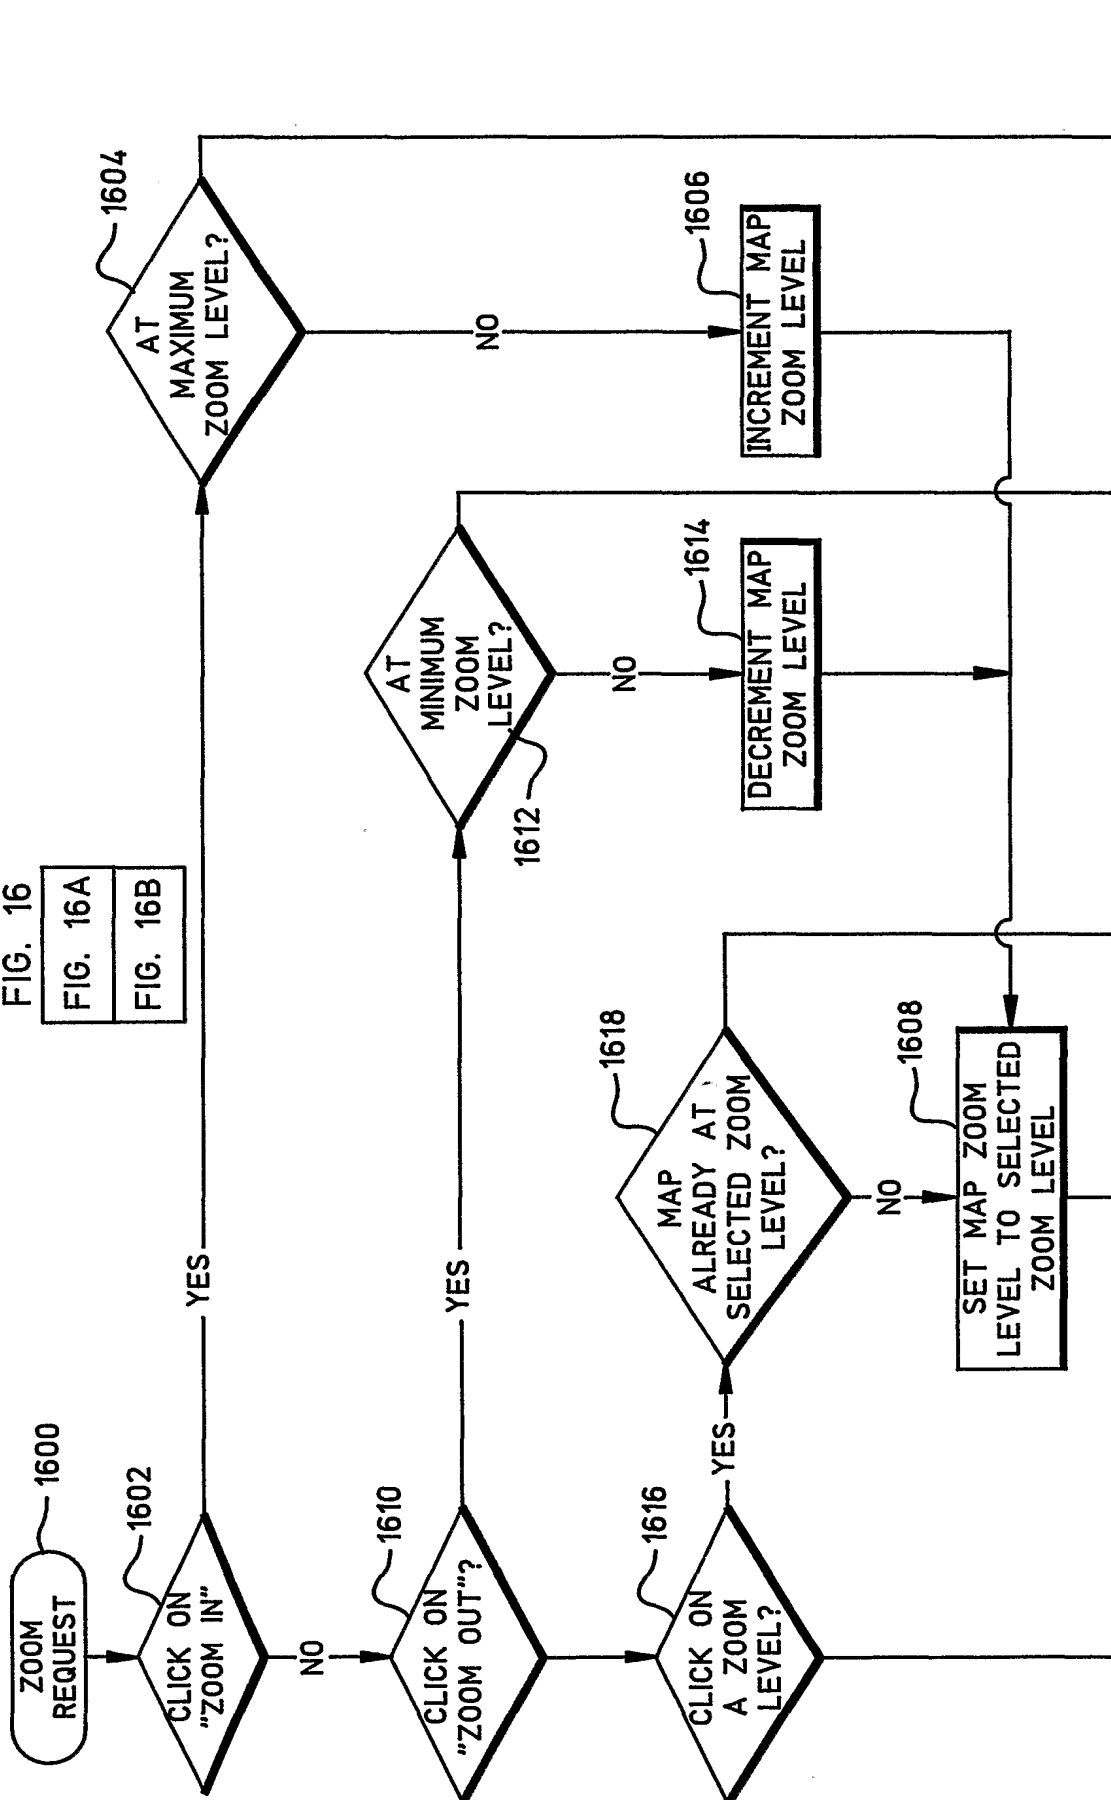 FIG. 16
FIG. 16A
FIG. 16B
ZOOM
REQUEST
1600
CLICK ON
"ZOOM IN"
1602
YES
AT
MAXIMUM
ZOOM LEVEL?
1604
NO
INCREMENT MAP
ZOOM LEVEL
1606
NO
CLICK ON
"ZOOM OUT"?
1610
YES
AT
MINIMUM
ZOOM
LEVEL?
1612
NO
DECREMENT MAP
ZOOM LEVEL
1614
CLICK ON
A ZOOM
LEVEL?
1616
YES
MAP
ALREADY AT
SELECTED ZOOM
LEVEL?
1618
NO
SET MAP ZOOM
LEVEL TO SELECTED
ZOOM LEVEL
1608